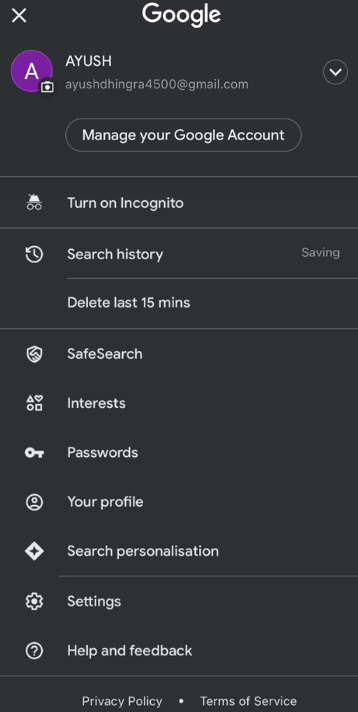 Google
A
AYUSH
ayushdhingra4500@gmail.com
Manage your Google Account
Turn on Incognito
Search history Saving
Delete last 15 mins
SafeSearch
Interests
Passwords
Your profile
Search personalisation
Settings
Help and feedback
Privacy Policy • Terms of Service